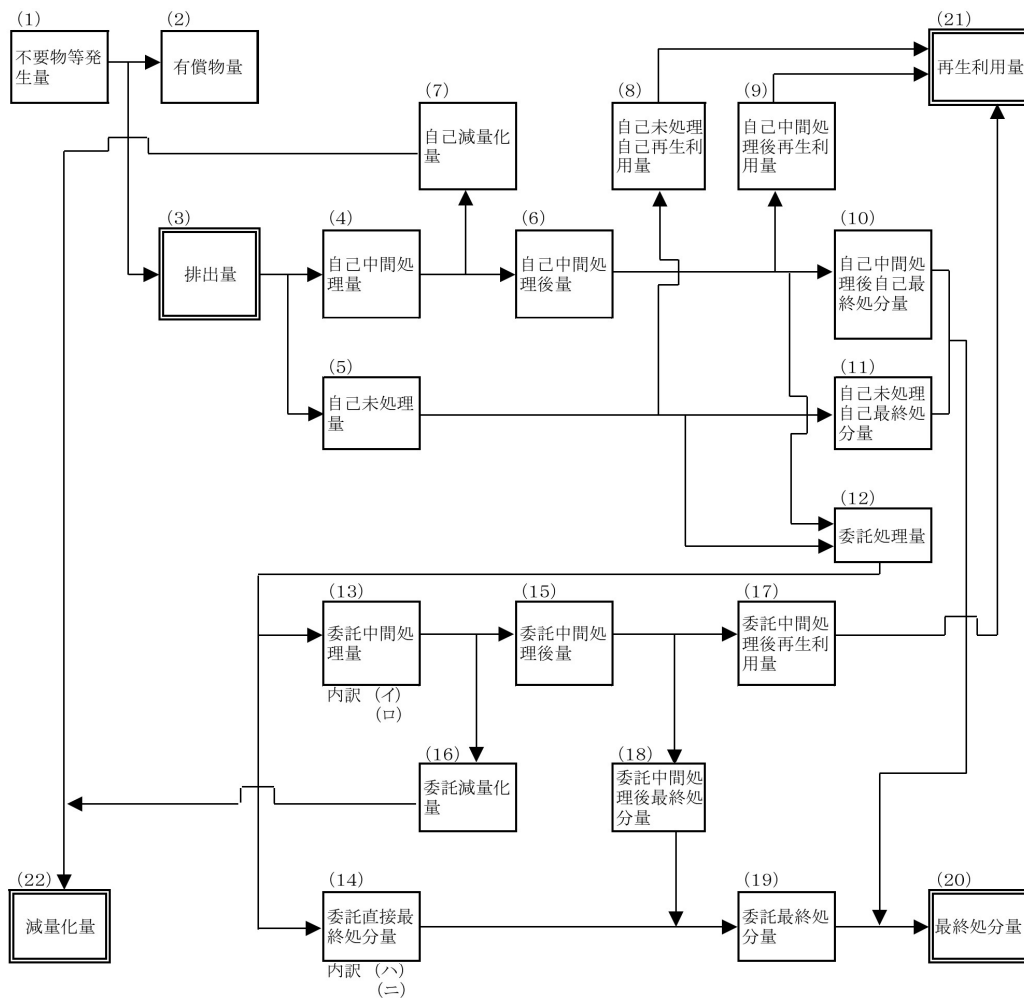 (1)
不要物等発
生量
(2)
有償物量
(21)
再生利用量
(7)
自己減量化
量
(8)
自己未処理
自己再生利
用量
(9)
自己中間処
理後再生利
用量
(3)
排出量
(4)
自己中間処
理量
(6)
自己中間処
理後量
(10)
自己中間処
理後自己最
終処分量
(5)
自己未処理
量
(11)
自己未処理
自己最終処
分量
(12)
委託処理量
(13)
委託中間処
理量
内訳 (イ)
(ロ)
(15)
委託中間処
理後量
(17)
委託中間処
理後再生利
用量
(16)
委託減量化
量
(18)
委託中間処
理後最終処
分量
(22)
減量化量
(14)
委託直接最
終処分量
内訳 (ハ)
(ニ)
(19)
委託最終処
分量
(20)
最終処分量